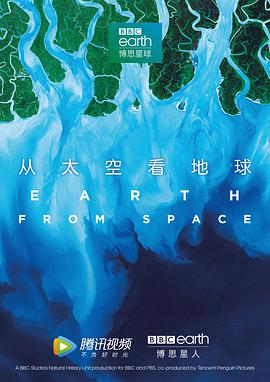 BBC
earth
博思星球
从太空看地球
EARTH
FROM SPACE
腾讯视频
不负好时光
BBC earth
博思星人
A BBC Studios Natural History Unit production for BBC and PBS, co-produced by Tencent Penguin Pictures